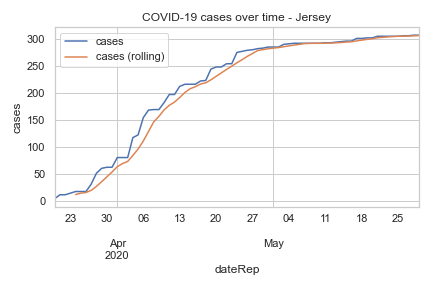 COVID-19 cases over time - Jersey
cases
cases (rolling)
300
250
200
150
100
50
0
cases
23 30 06 13 20 27 04 11 18 25
Apr May
2020
dateRep